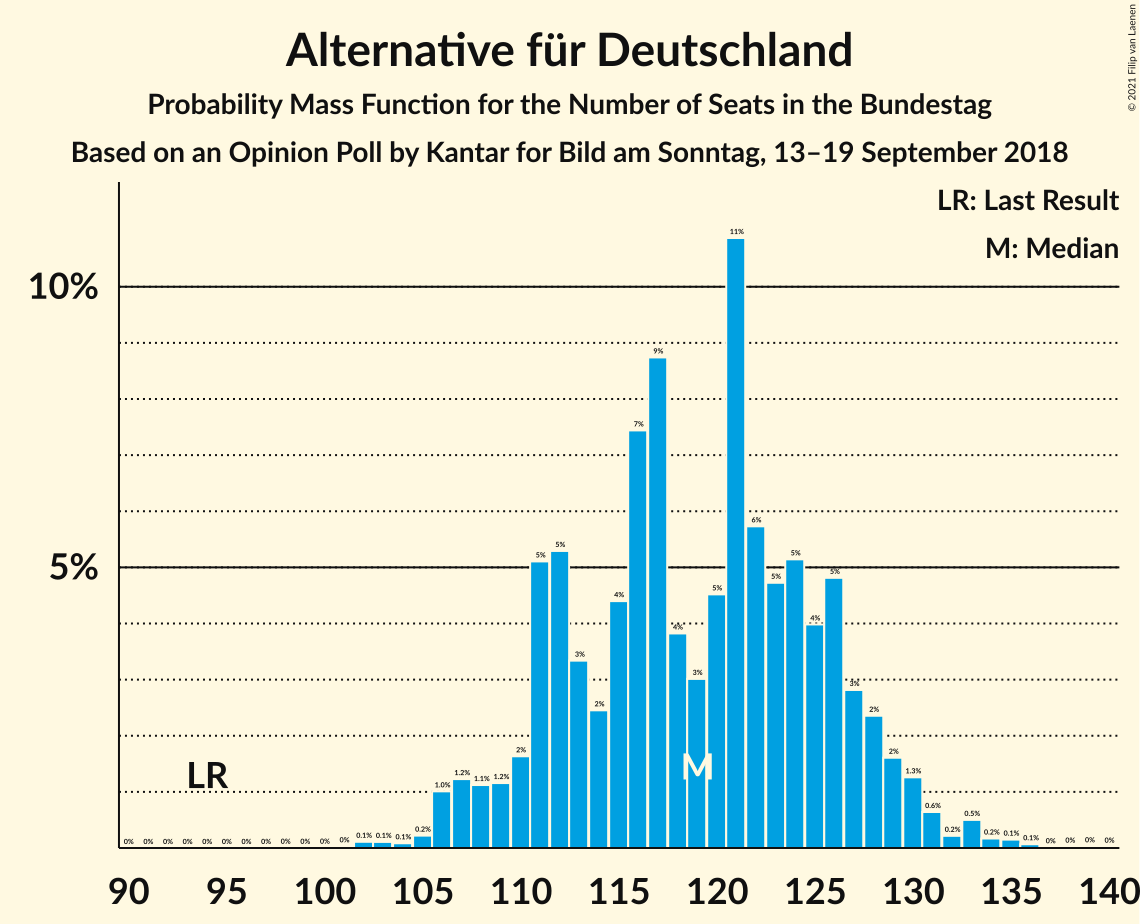 Alternative für Deutschland
Probability Mass Function for the Number of Seats in the Bundestag
Based on an Opinion Poll by Kantar for Bild am Sonntag, 13–19 September 2018
© 2021 Filip van Laenen
LR: Last Result
M: Median
10%
5%
0% 0% 0% 0% 0% 0% 0% 0% 0% 0% 0% 0% 0.1% 0.1% 0.1% 0.2% 1.0% 1.2% 1.1% 1.2% 2% 5% 5% 3% 2% 4% 7% 9% 4% 3% 5% 11% 6% 5% 5% 4% 5% 3% 2% 2% 1.3% 0.6% 0.2% 0.5% 0.2% 0.1% 0.1% 0% 0% 0% 0%
LR
M
90 95 100 105 110 115 120 125 130 135 140